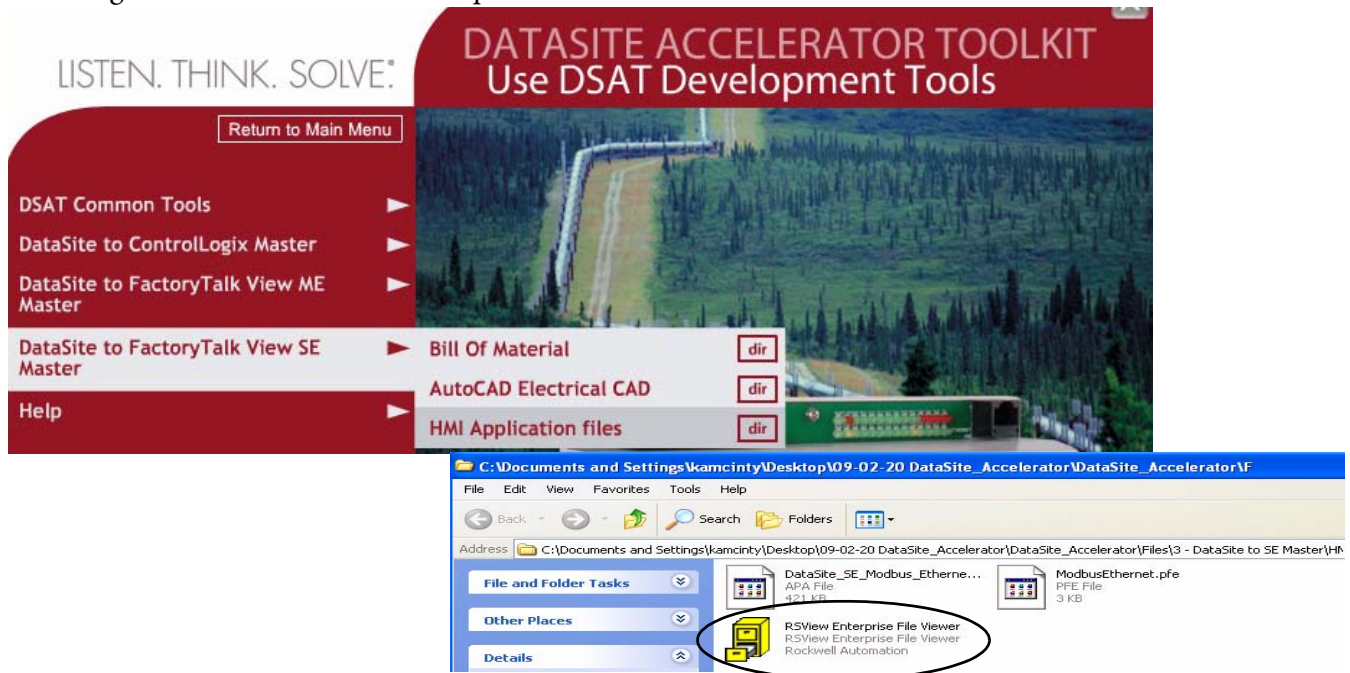 LISTEN. THINK. SOLVE.®
DATASITE ACCELERATOR TOOLKIT
Use DSAT Development Tools
Return to Main Menu
DSAT Common Tools
DataSite to ControlLogix Master
DataSite to FactoryTalk View ME
Master
DataSite to FactoryTalk View SE
Master
Help
Bill Of Material dir
AutoCAD Electrical CAD dir
HMI Application files dir
C:\Documents and Settings\kamcinty\Desktop\09-02-20 DataSite_Accelerator\DataSite_Accelerator\F
File Edit View Favorites Tools Help
Back Search Folders
Address C:\Documents and Settings\kamcinty\Desktop\09-02-20 DataSite_Accelerator\DataSite_Accelerator\Files\3 - DataSite to SE Master\HM
File and Folder Tasks
Other Places
Details
DataSite_SE_Modbus_Etherne...
APA File
421 KB
ModbusEthernet.pfe
PFE File
3 KB
RSView Enterprise File Viewer
RSView Enterprise File Viewer
Rockwell Automation